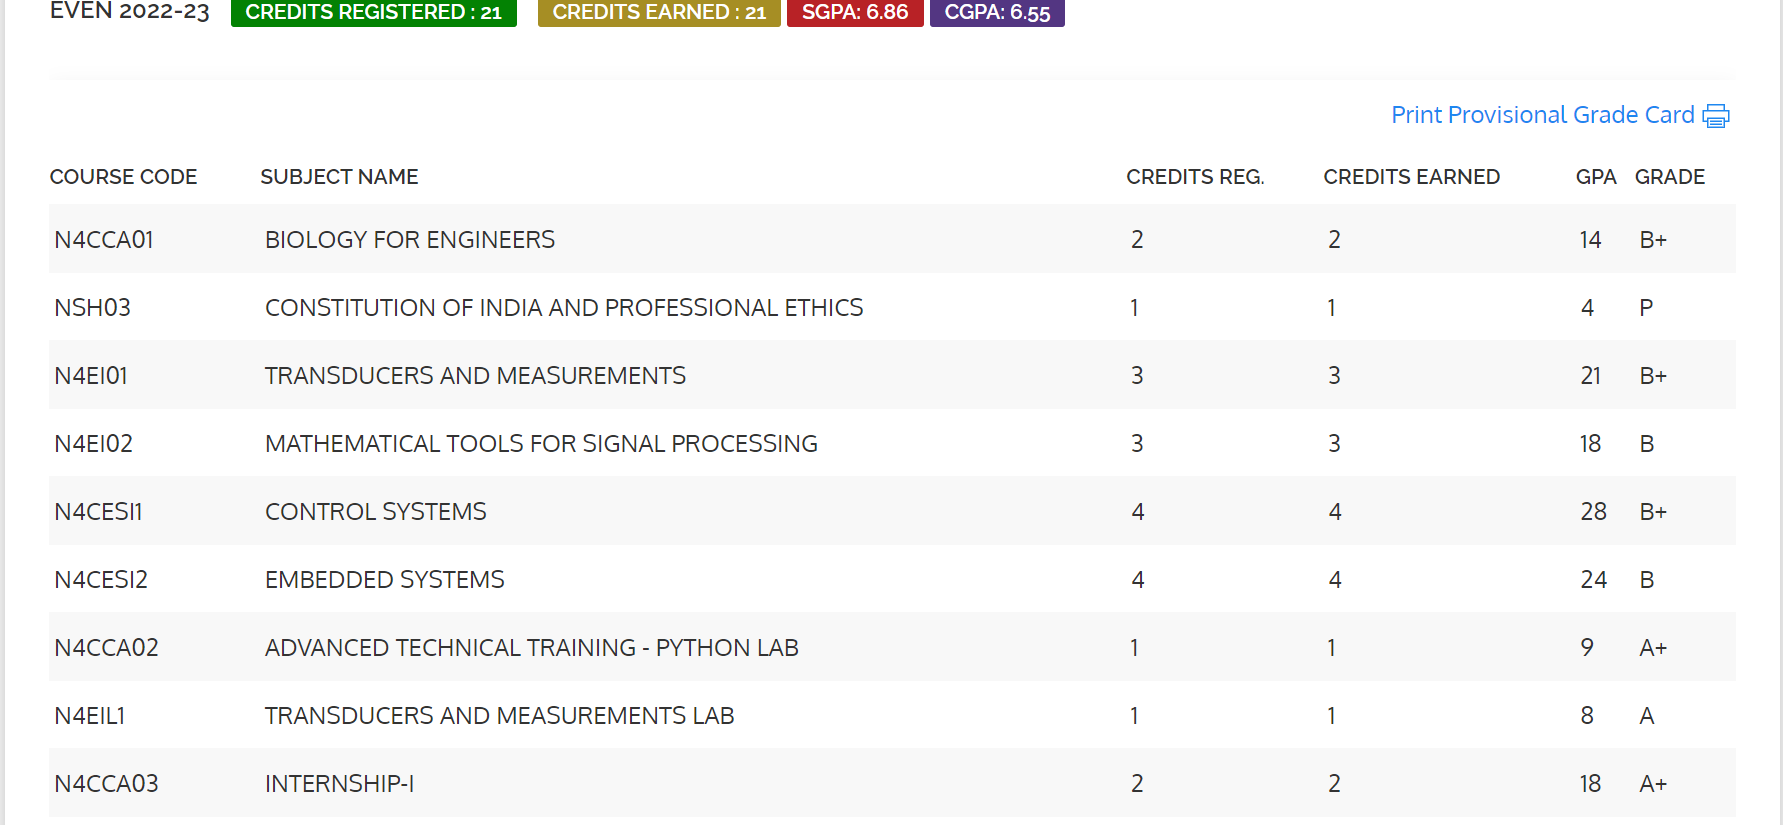 EVEN 2022-23 CREDITS REGISTERED : 21 CREDITS EARNED : 21 SGPA: 6.86 CGPA: 6.55
Print Provisional Grade Card
COURSE CODE SUBJECT NAME CREDITS REG. CREDITS EARNED GPA GRADE
N4CCA01 BIOLOGY FOR ENGINEERS 2 2 14 B+
NSH03 CONSTITUTION OF INDIA AND PROFESSIONAL ETHICS 1 1 4 P
N4EI01 TRANSDUCERS AND MEASUREMENTS 3 3 21 B+
N4EI02 MATHEMATICAL TOOLS FOR SIGNAL PROCESSING 3 3 18 B
N4CESI1 CONTROL SYSTEMS 4 4 28 B+
N4CESI2 EMBEDDED SYSTEMS 4 4 24 B
N4CCA02 ADVANCED TECHNICAL TRAINING - PYTHON LAB 1 1 9 A+
N4EIL1 TRANSDUCERS AND MEASUREMENTS LAB 1 1 8 A
N4CCA03 INTERNSHIP-I 2 2 18 A+